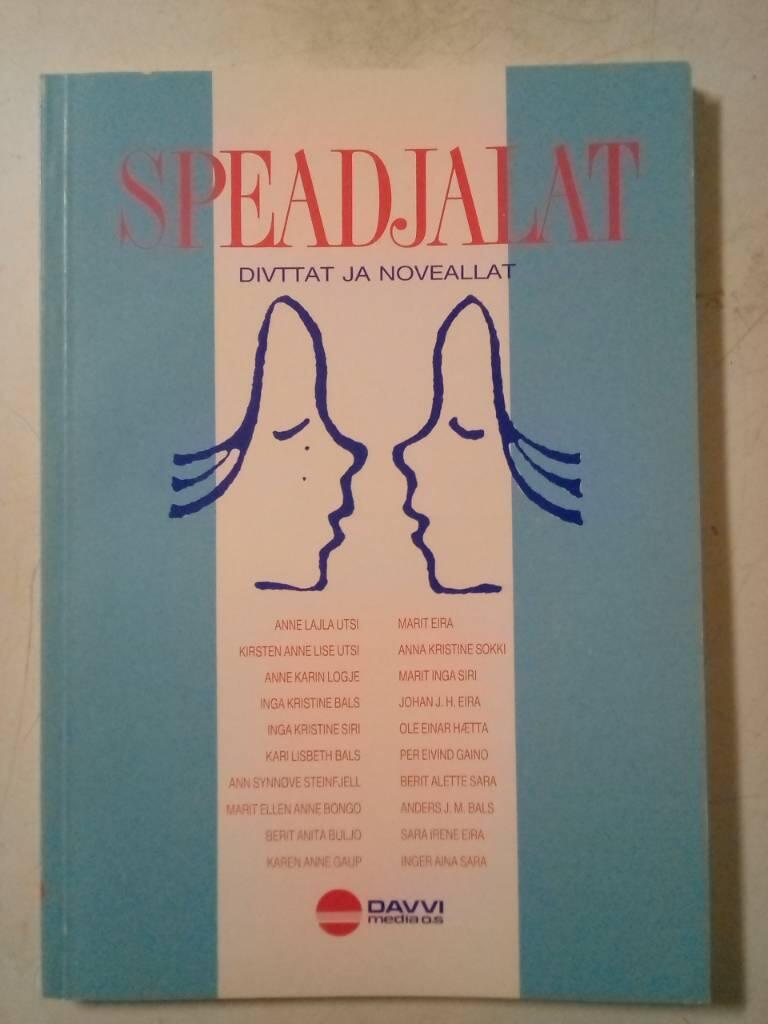 SPEADJALAT
DIVTTAT JA NOVEALLAT
ANNE LAJLA UTSI
KIRSTEN ANNE LISE UTSI
ANNE KARIN LOGJE
INGA KRISTINE BALS
INGA KRISTINE SIRI
KARI LISBETH BALS
ANN SYNNØVE STEINFJELL
MARIT ELLEN ANNE BONGO
BERIT ANITA BULJO
KAREN ANNE GAUP
MARIT EIRA
ANNA KRISTINE SOKKI
MARIT INGA SIRI
JOHAN J. H. EIRA
OLE EINAR HÆTTA
PER EIVIND GAINO
BERIT ALETTE SARA
ANDERS J. M. BALS
SARA IRENE EIRA
INGER AINA SARA
DAVVI
media o.s